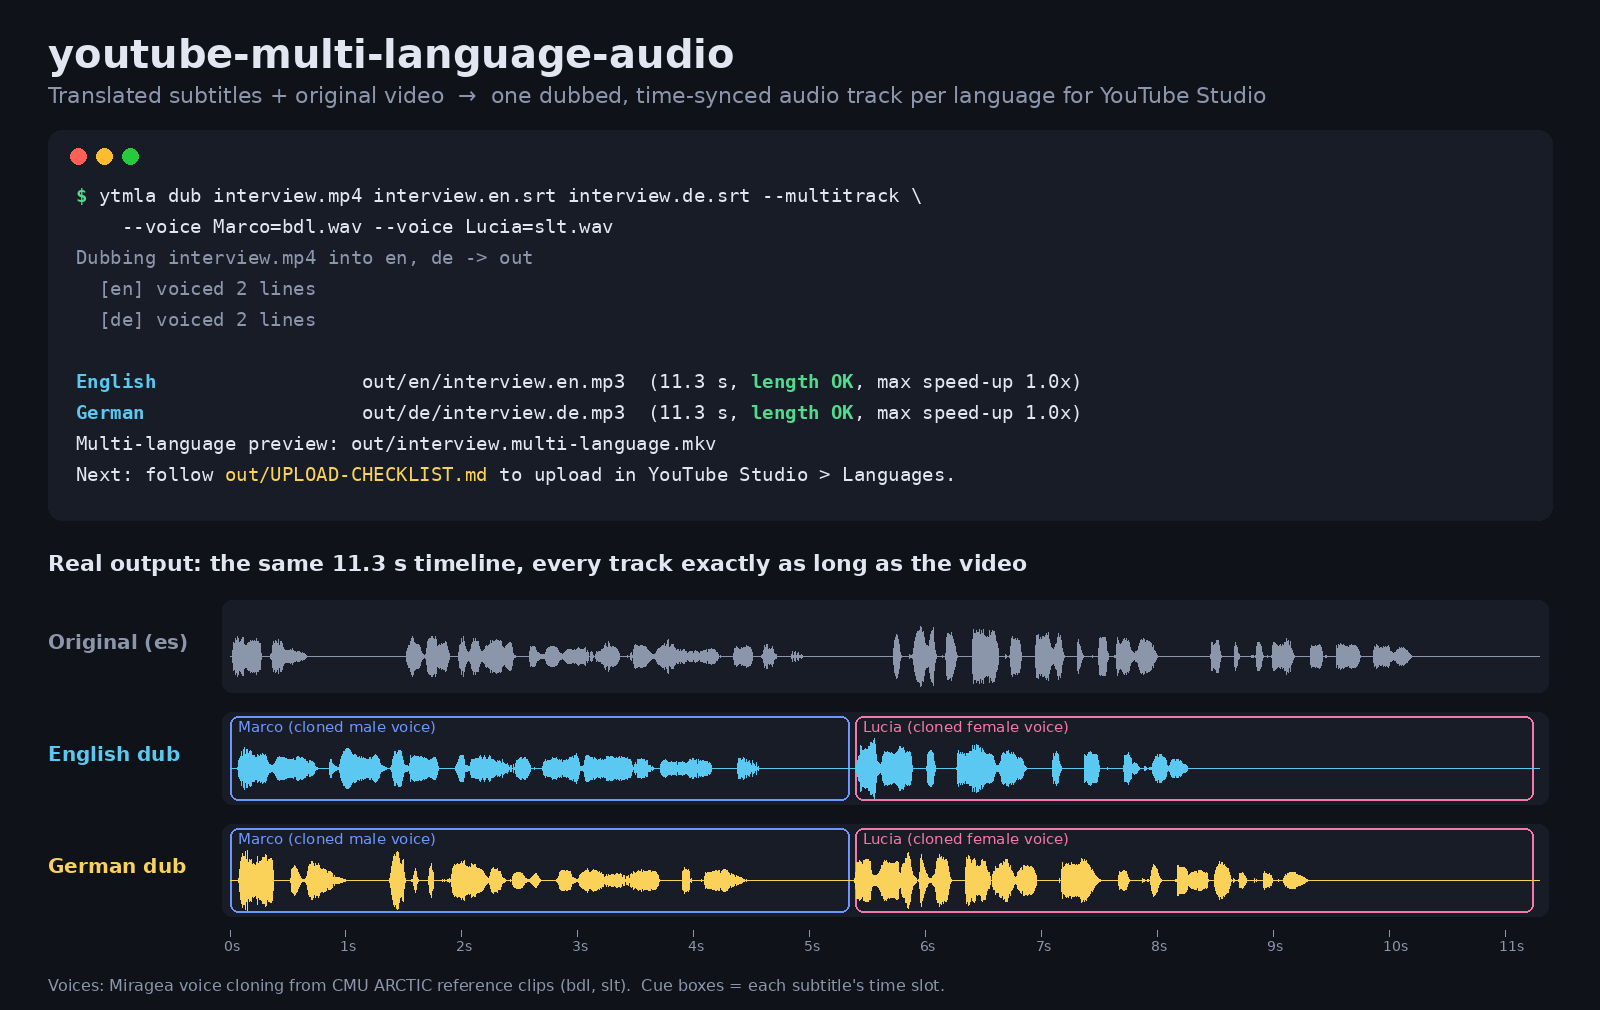 youtube-multi-language-audio
Translated subtitles + original video → one dubbed, time-synced audio track per language for YouTube Studio
$ ytmla dub interview.mp4 interview.en.srt interview.de.srt --multitrack \
--voice Marco=bdl.wav --voice Lucia=slt.wav
Dubbing interview.mp4 into en, de -> out
[en] voiced 2 lines
[de] voiced 2 lines
English out/en/interview.en.mp3 (11.3 s, length OK, max speed-up 1.0x)
German out/de/interview.de.mp3 (11.3 s, length OK, max speed-up 1.0x)
Multi-language preview: out/interview.multi-language.mkv
Next: follow out/UPLOAD-CHECKLIST.md to upload in YouTube Studio > Languages.
Real output: the same 11.3 s timeline, every track exactly as long as the video
Original (es)
Marco (cloned male voice) Lucia (cloned female voice)
English dub
Marco (cloned male voice) Lucia (cloned female voice)
German dub
0s 1s 2s 3s 4s 5s 6s 7s 8s 9s 10s 11s
Voices: Miragea voice cloning from CMU ARCTIC reference clips (bdl, slt). Cue boxes = each subtitle's time slot.